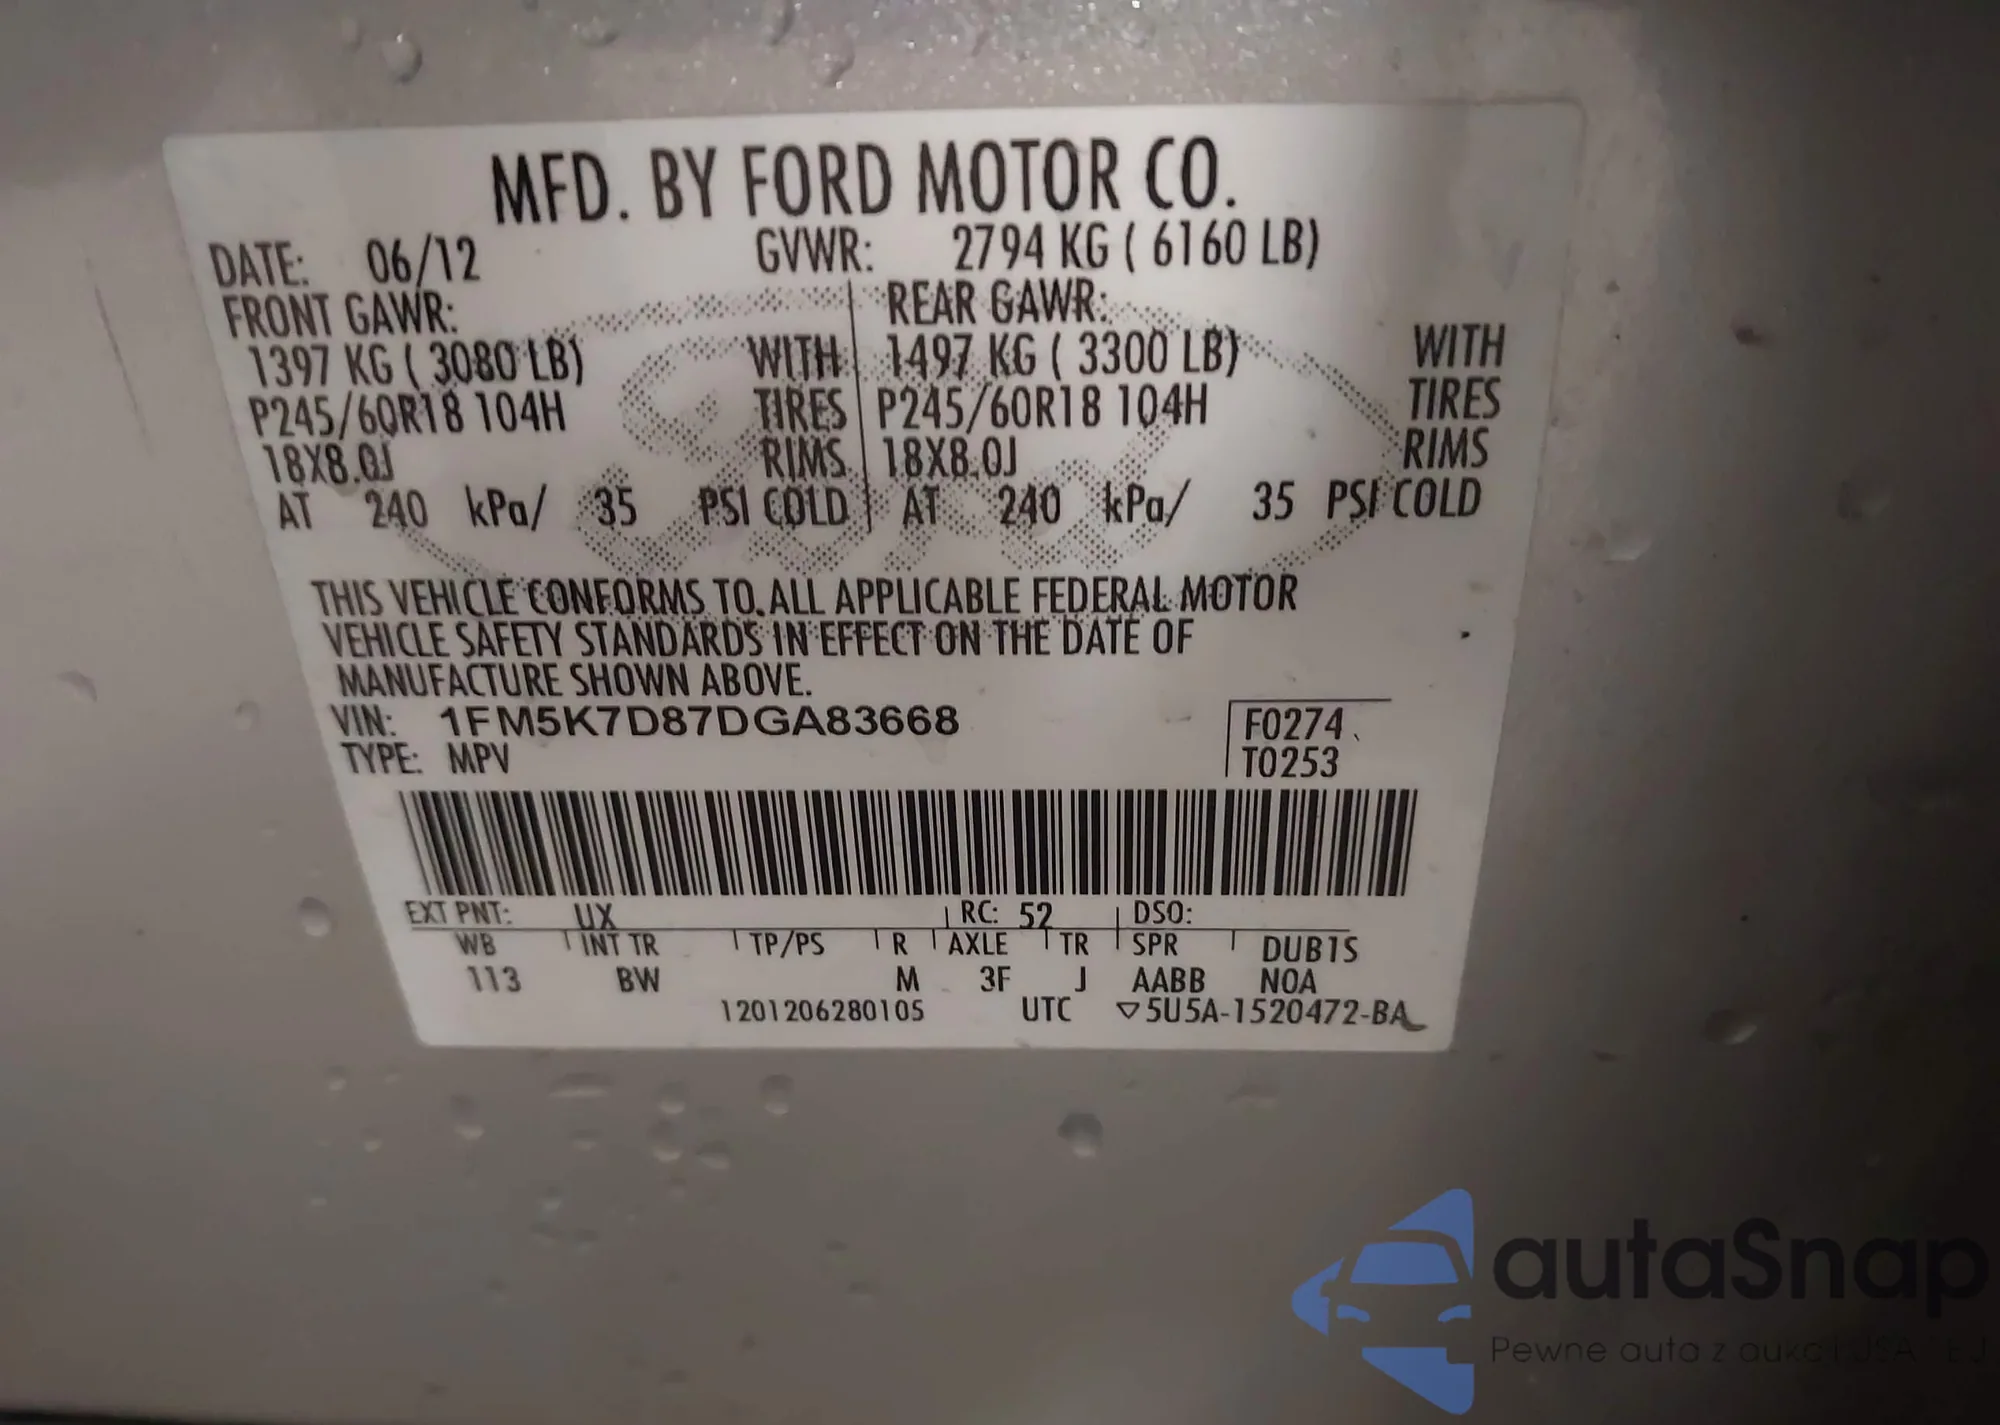 MFD. BY FORD MOTOR CO.
DATE: 06/12 GVWR: 2794 KG ( 6160 LB)
FRONT GAWR: REAR GAWR:
1397 KG ( 3080 LB) WITH 1497 KG ( 3300 LB) WITH
P245/60R18 104H TIRES P245/60R18 104H TIRES
18X8.0J RIMS 18X8.0J RIMS
AT 240 kPa/ 35 PSI COLD AT 240 kPa/ 35 PSI COLD
THIS VEHICLE CONFORMS TO ALL APPLICABLE FEDERAL MOTOR
VEHICLE SAFETY STANDARDS IN EFFECT ON THE DATE OF
MANUFACTURE SHOWN ABOVE.
VIN: 1FM5K7D87DGA83668 F0274
TYPE: MPV T0253
EXT PNT: UX RC: 52 DSO:
WB INT TR TP/PS R AXLE TR SPR DUB1S
113 BW M 3F J AABB N0A
1201206280105 UTC ▽5U5A-1520472-BA
autaSnap
Pewne auta z aukcji USA